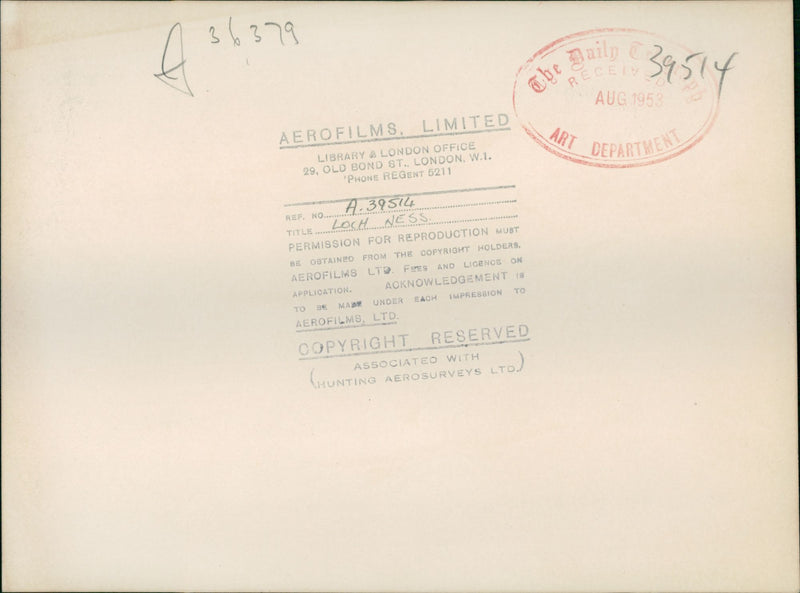 A 36379
39514
The Daily
RECEIVED
AUG 1953
ART DEPARTMENT
AEROFILMS, LIMITED
LIBRARY & LONDON OFFICE
29, OLD BOND ST., LONDON, W.1.
'PHONE REGENT 5211
REF. NO. A.39514
TITLE LOCH NESS
PERMISSION FOR REPRODUCTION MUST
BE OBTAINED FROM THE COPYRIGHT HOLDERS,
AEROFILMS LTD. FEES AND LICENCE ON
APPLICATION. ACKNOWLEDGEMENT IS
TO BE MADE UNDER EACH IMPRESSION TO
AEROFILMS, LTD.
COPYRIGHT RESERVED
ASSOCIATED WITH
(HUNTING AEROSURVEYS LTD.)